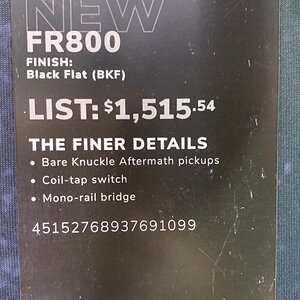 NEW
FR800
FINISH:
Black Flat (BKF)
LIST: $1,515.54
THE FINER DETAILS
• Bare Knuckle Aftermath pickups
• Coil-tap switch
• Mono-rail bridge
45152768937691099